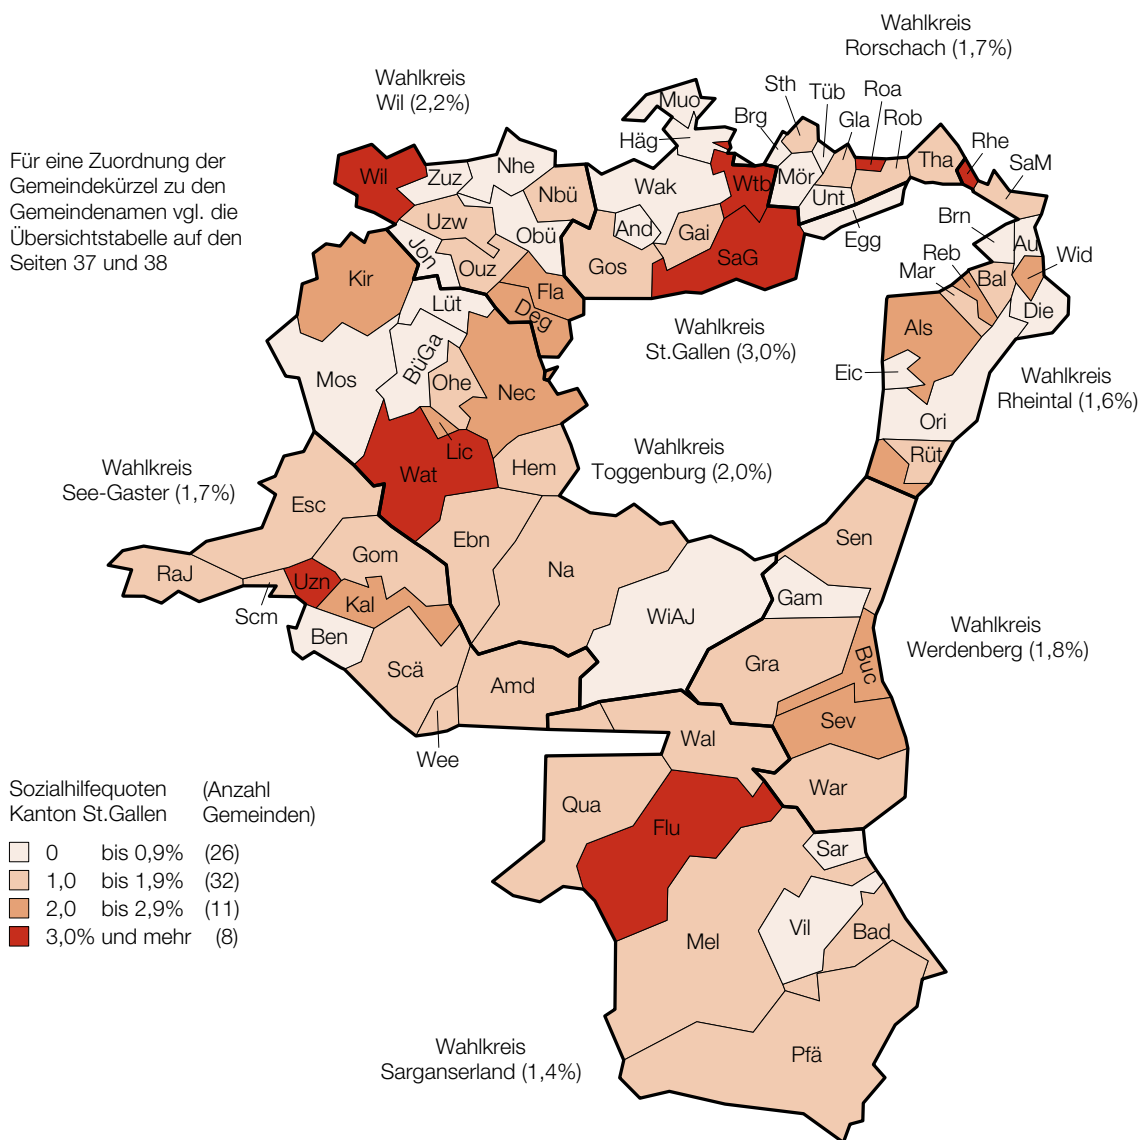 Wahlkreis
Rorschach (1,7%)
Wahlkreis
Wil (2,2%)
Für eine Zuordnung der
Gemeindekürzel zu den
Gemeindenamen vgl. die
Übersichtstabelle auf den
Seiten 37 und 38
Muo
Häg
Brg
Sth
Tüb
Gla
Roa
Rob
Tha
Rhe
SaM
Wil
Zuz
Nhe
Nbü
Wak
Wtb
Mör
Unt
Egg
Uzw
Jon
Ouz
Obü
And
Gai
Gos
SaG
Brn
Au
Wid
Reb
Mar
Bal
Die
Kir
Fla
Deg
Lüt
BüGa
Ohe
Nec
Mos
Als
Eic
Ori
Rüt
Wahlkreis
St.Gallen (3,0%)
Wahlkreis
Rheintal (1,6%)
Wahlkreis
Toggenburg (2,0%)
Wahlkreis
See-Gaster (1,7%)
Lic
Wat
Hem
Esc
Ebn
Gom
Na
Sen
RaJ
Scm
Uzn
Kal
Ben
Gam
WiAJ
Scä
Amd
Wee
Gra
Buc
Sev
Wahlkreis
Werdenberg (1,8%)
Wal
War
Qua
Flu
Sar
Vil
Bad
Mel
Pfä
Sozialhilfequoten (Anzahl
Kanton St.Gallen Gemeinden)
0 bis 0,9% (26)
1,0 bis 1,9% (32)
2,0 bis 2,9% (11)
3,0% und mehr (8)
Wahlkreis
Sarganserland (1,4%)